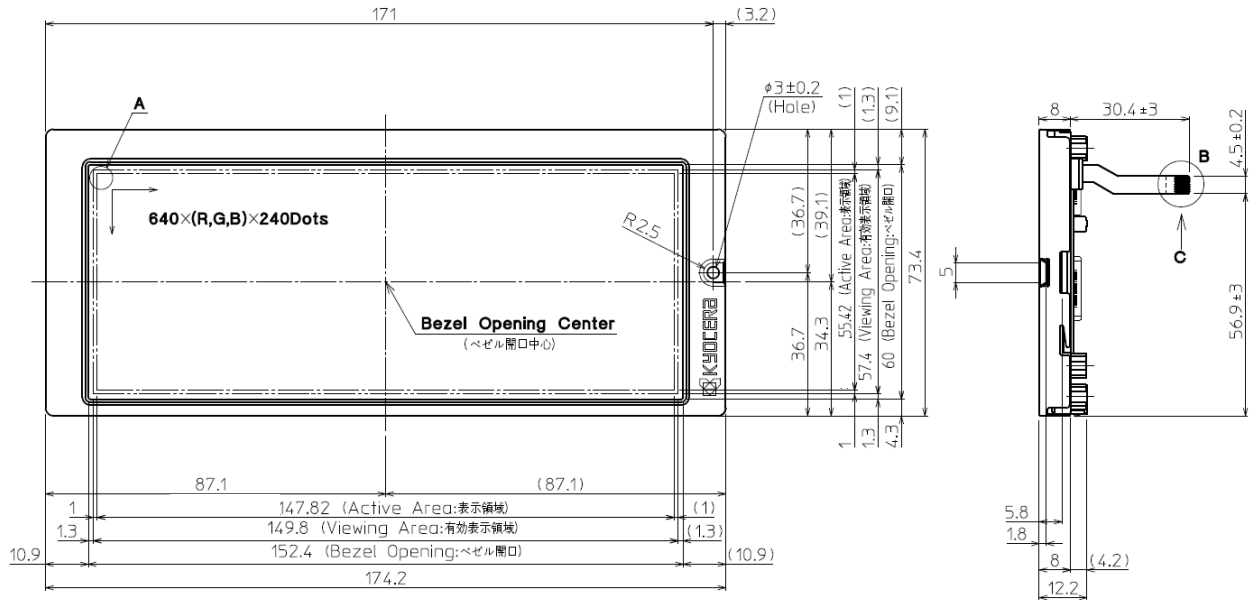 171
(3.2)
φ3±0.2
(Hole)
(1)
(1.3)
(9.1)
8
30.4±3
4.5±0.2
A
B
C
640×(R,G,B)×240Dots
R2.5
(36.7)
(39.1)
55.42 (Active Area:表示領域)
57.4 (Viewing Area:有効表示領域)
60 (Bezel Opening:ベゼル開口)
73.4
5
56.9±3
Bezel Opening Center
(ベゼル開口中心)
36.7
34.3
KYOCERA
1
1.3
4.3
87.1
(87.1)
1
147.82 (Active Area:表示領域)
(1)
1.3
149.8 (Viewing Area:有効表示領域)
(1.3)
10.9
152.4 (Bezel Opening:ベゼル開口)
(10.9)
174.2
5.8
1.8
8
(4.2)
12.2